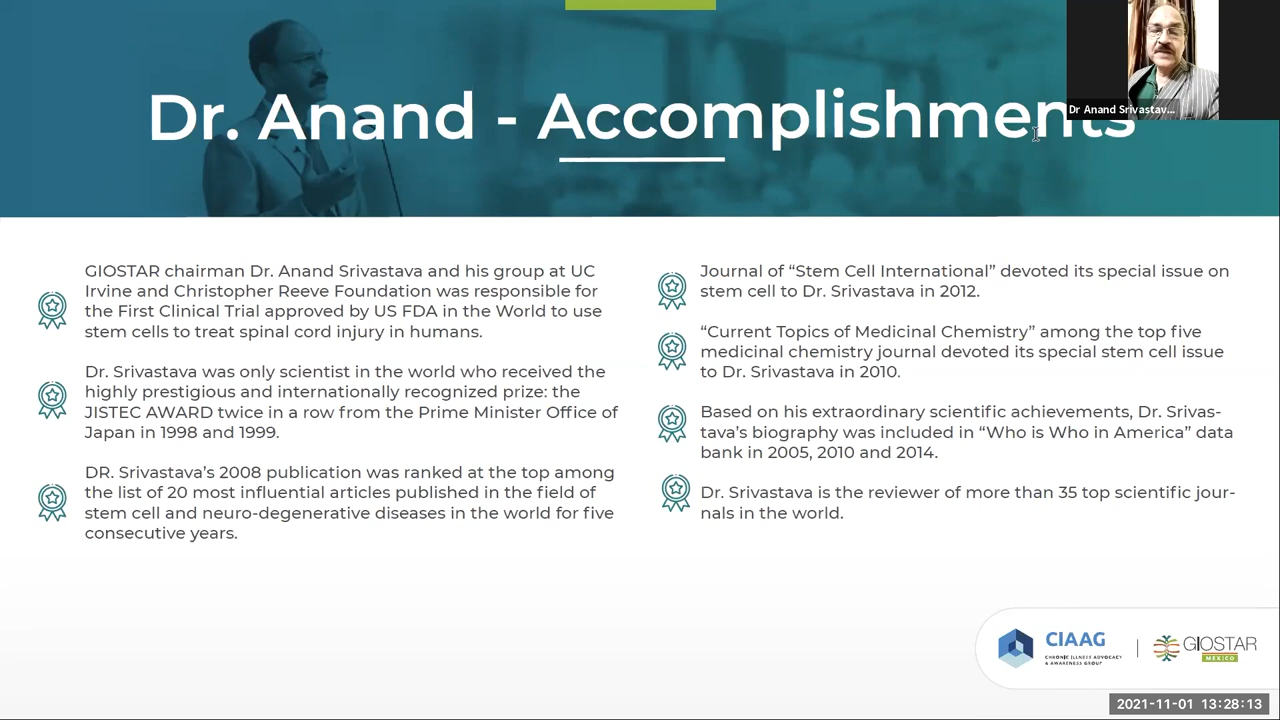 Dr. Anand - Accomplishments
Dr Anand Srivastav...
GIOSTAR chairman Dr. Anand Srivastava and his group at UC
Irvine and Christopher Reeve Foundation was responsible for
the First Clinical Trial approved by US FDA in the World to use
stem cells to treat spinal cord injury in humans.
Dr. Srivastava was only scientist in the world who received the
highly prestigious and internationally recognized prize: the
JISTEC AWARD twice in a row from the Prime Minister Office of
Japan in 1998 and 1999.
DR. Srivastava's 2008 publication was ranked at the top among
the list of 20 most influential articles published in the field of
stem cell and neuro-degenerative diseases in the world for five
consecutive years.
Journal of “Stem Cell International” devoted its special issue on
stem cell to Dr. Srivastava in 2012.
“Current Topics of Medicinal Chemistry” among the top five
medicinal chemistry journal devoted its special stem cell issue
to Dr. Srivastava in 2010.
Based on his extraordinary scientific achievements, Dr. Srivas-
tava's biography was included in “Who is Who in America” data
bank in 2005, 2010 and 2014.
Dr. Srivastava is the reviewer of more than 35 top scientific jour-
nals in the world.
CIAAG
CHRONIC ILLNESS ADVOCACY
& AWARENESS GROUP
GIOSTAR
MEXICO
2021-11-01 13:28:13